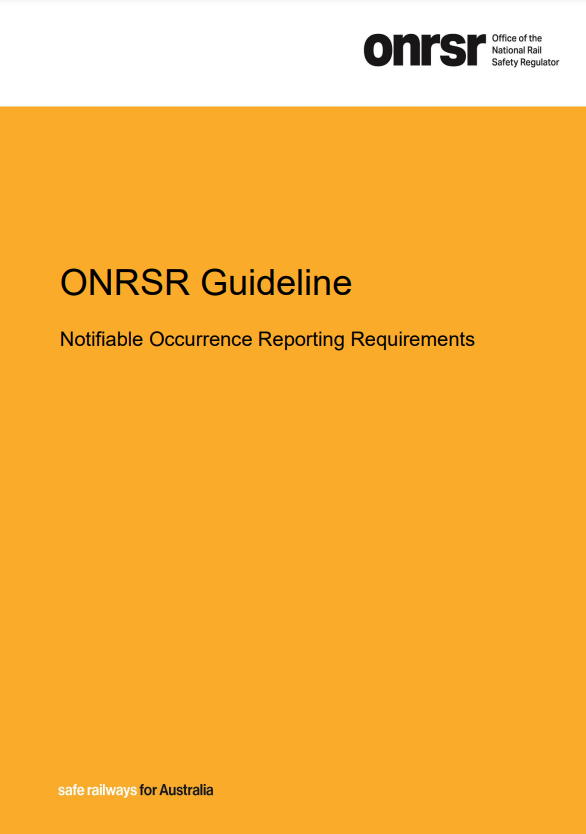 onrsr
Office of the
National Rail
Safety Regulator
ONRSR Guideline
Notifiable Occurrence Reporting Requirements
safe railways for Australia